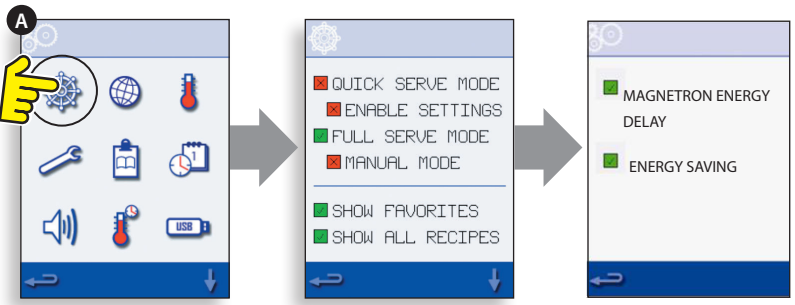 A
1
USB
QUICK SERVE MODE
ENABLE SETTINGS
FULL SERVE MODE
MANUAL MODE
SHOW FAVORITES
SHOW ALL RECIPES
MAGNETRON ENERGY
DELAY
ENERGY SAVING